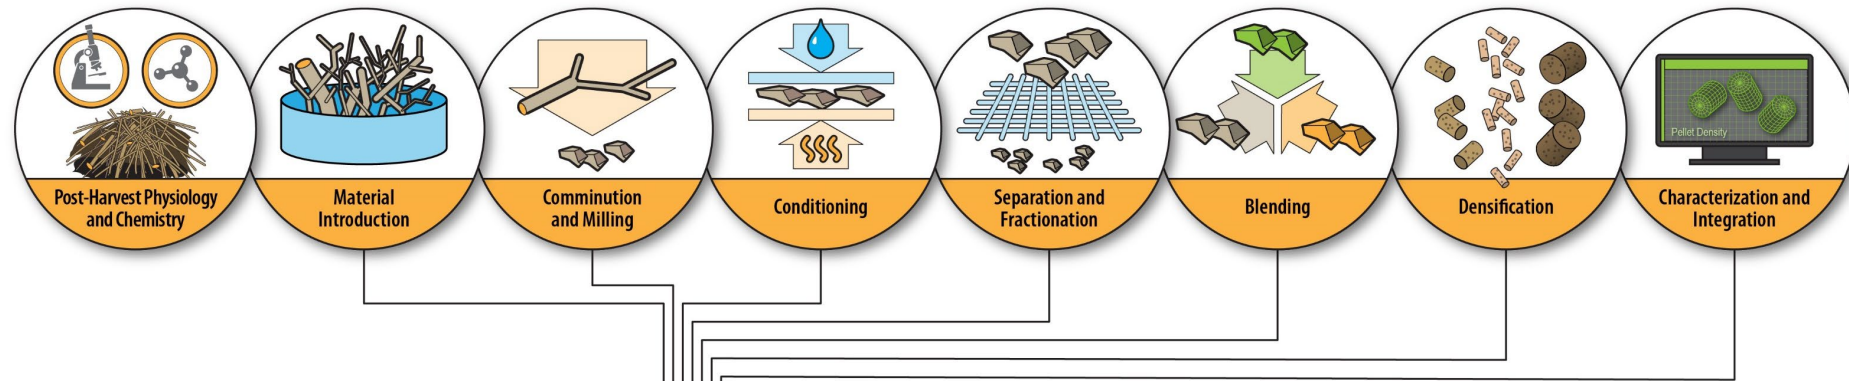 Post-Harvest Physiology
and Chemistry
Material
Introduction
Comminution
and Milling
Conditioning
Separation and
Fractionation
Blending
Densification
Pellet Density
Characterization and
Integration